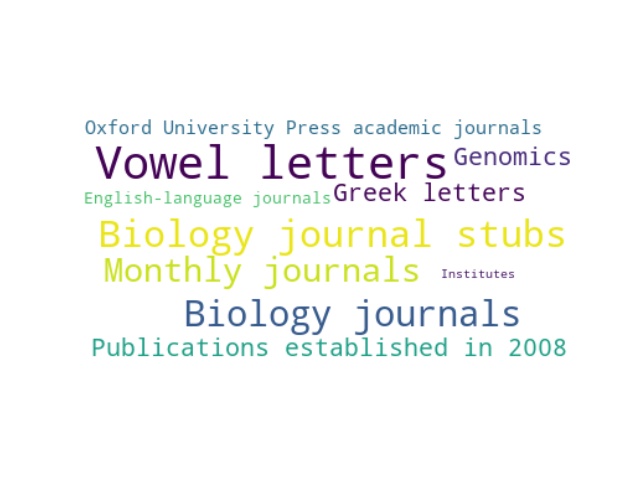 Oxford University Press academic journals
Vowel letters Genomics
English-language journals Greek letters
Biology journal stubs
Monthly journals Institutes
Biology journals
Publications established in 2008